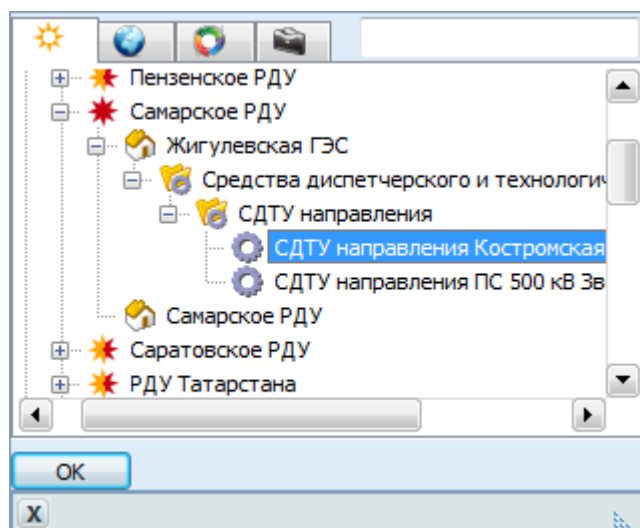 Пензенское РДУ
Самарское РДУ
Жигулевская ГЭС
Средства диспетчерского и технологич
СДТУ направления
СДТУ направления Костромская
СДТУ направления ПС 500 кВ Зв
Самарское РДУ
Саратовское РДУ
РДУ Татарстана
OK
X